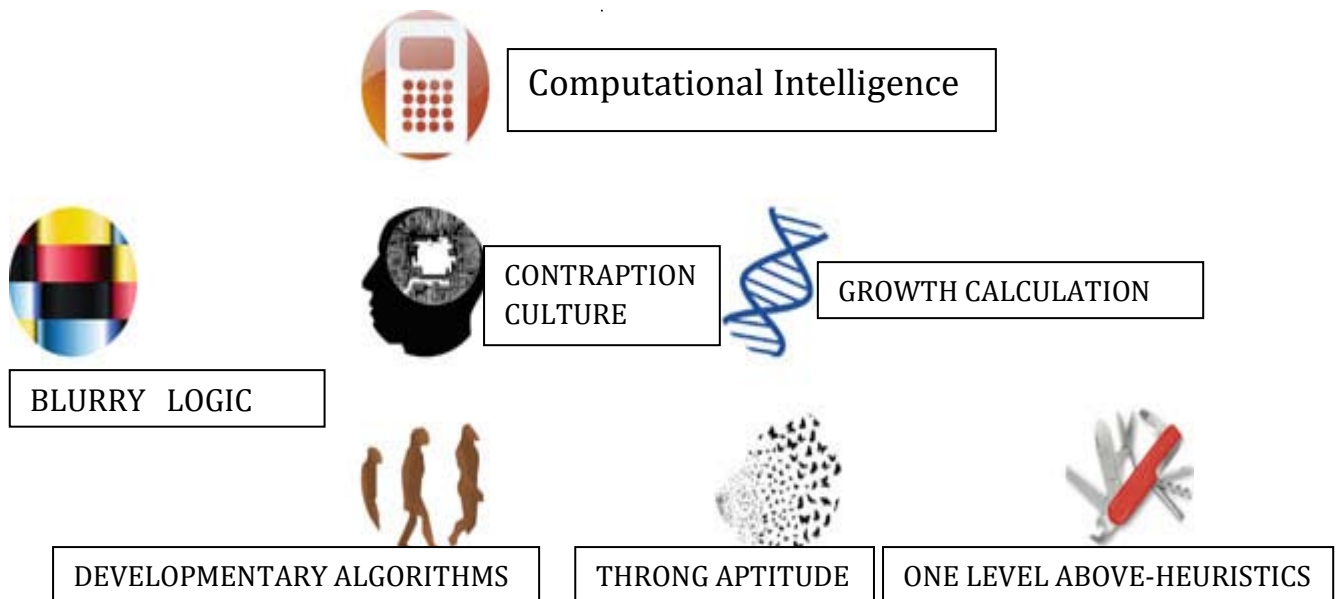 Computational Intelligence
CONTRAPTION
CULTURE
GROWTH CALCULATION
BLURRY LOGIC
DEVELOPMENTARY ALGORITHMS
THRONG APTITUDE
ONE LEVEL ABOVE-HEURISTICS